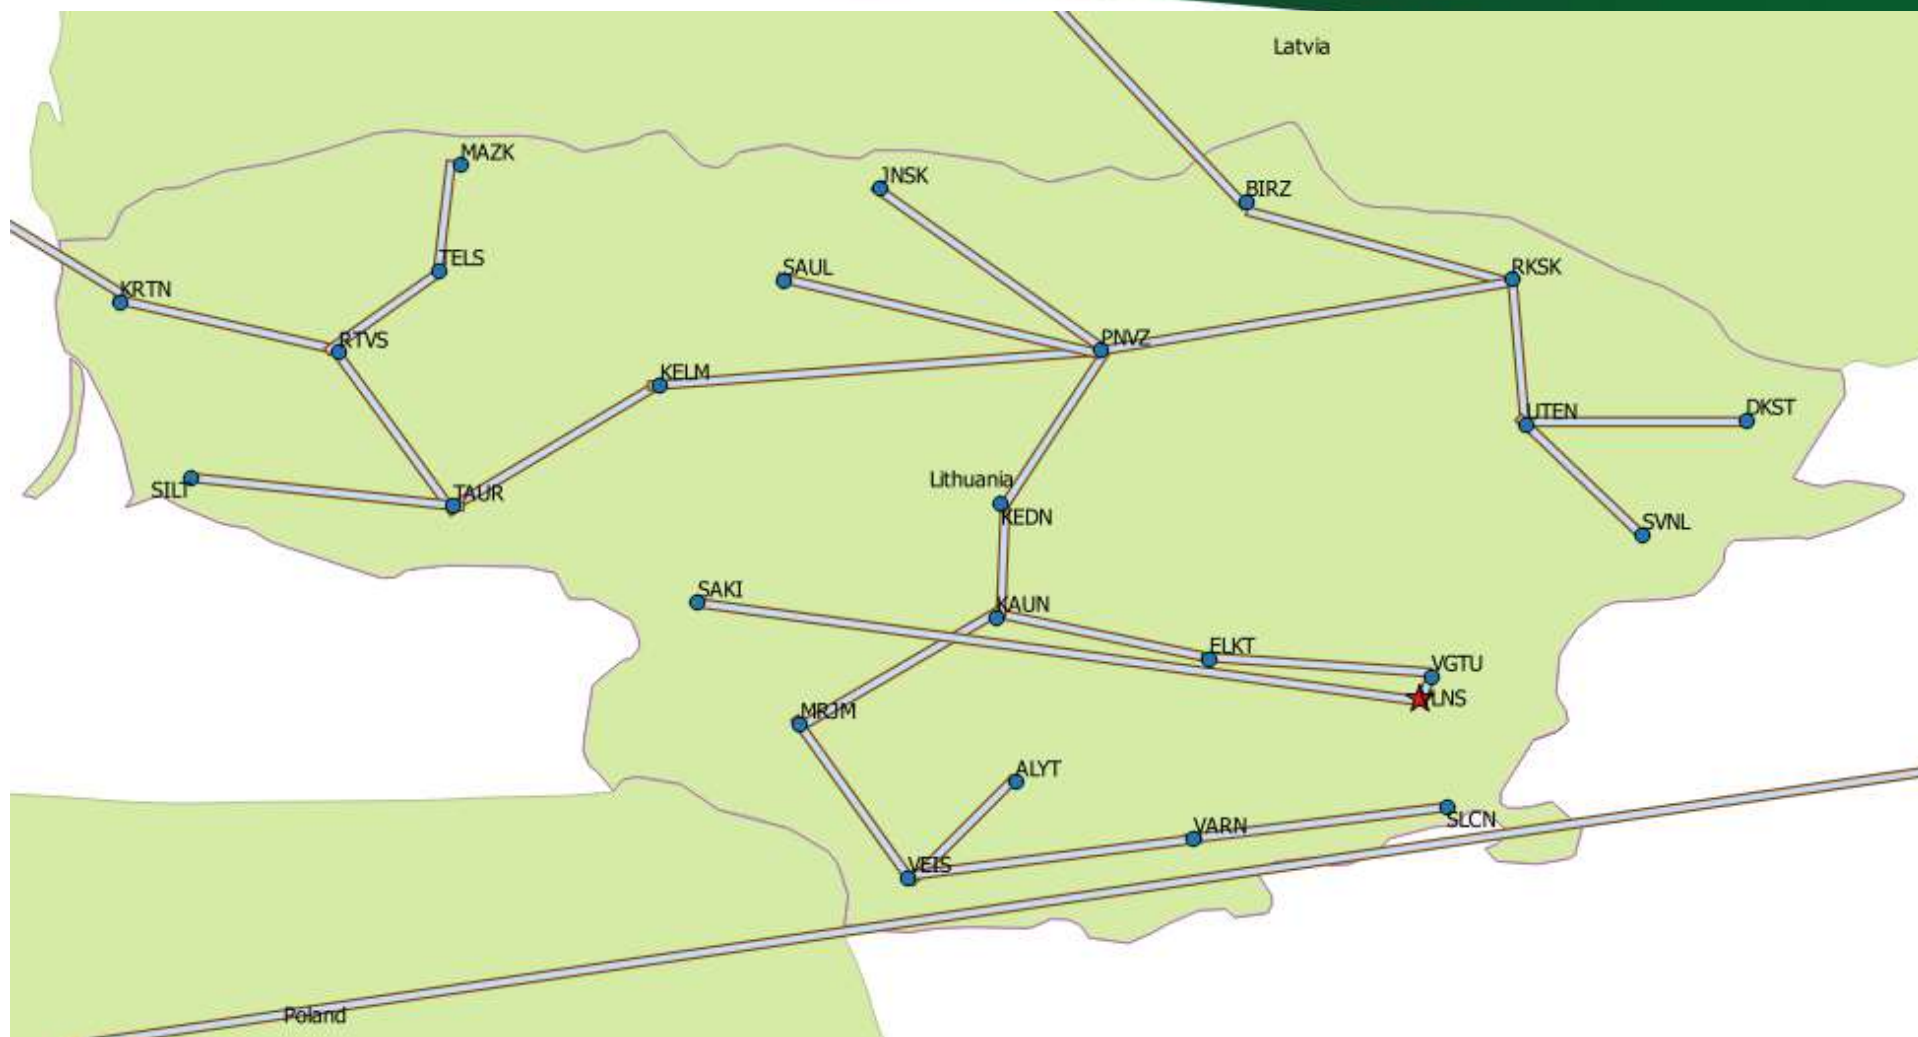 Latvia
MAZK
JNSK
BIRZ
TELS
SAUL
RKSK
KRTN
RTVS
PNVZ
KELM
UTEN
DKST
Lithuania
SILT
TAUR
KEDN
SVNL
SAKI
KAUN
ELKT
VGTU
LNS
MRJM
ALYT
VARN
SLCN
VEIS
Poland